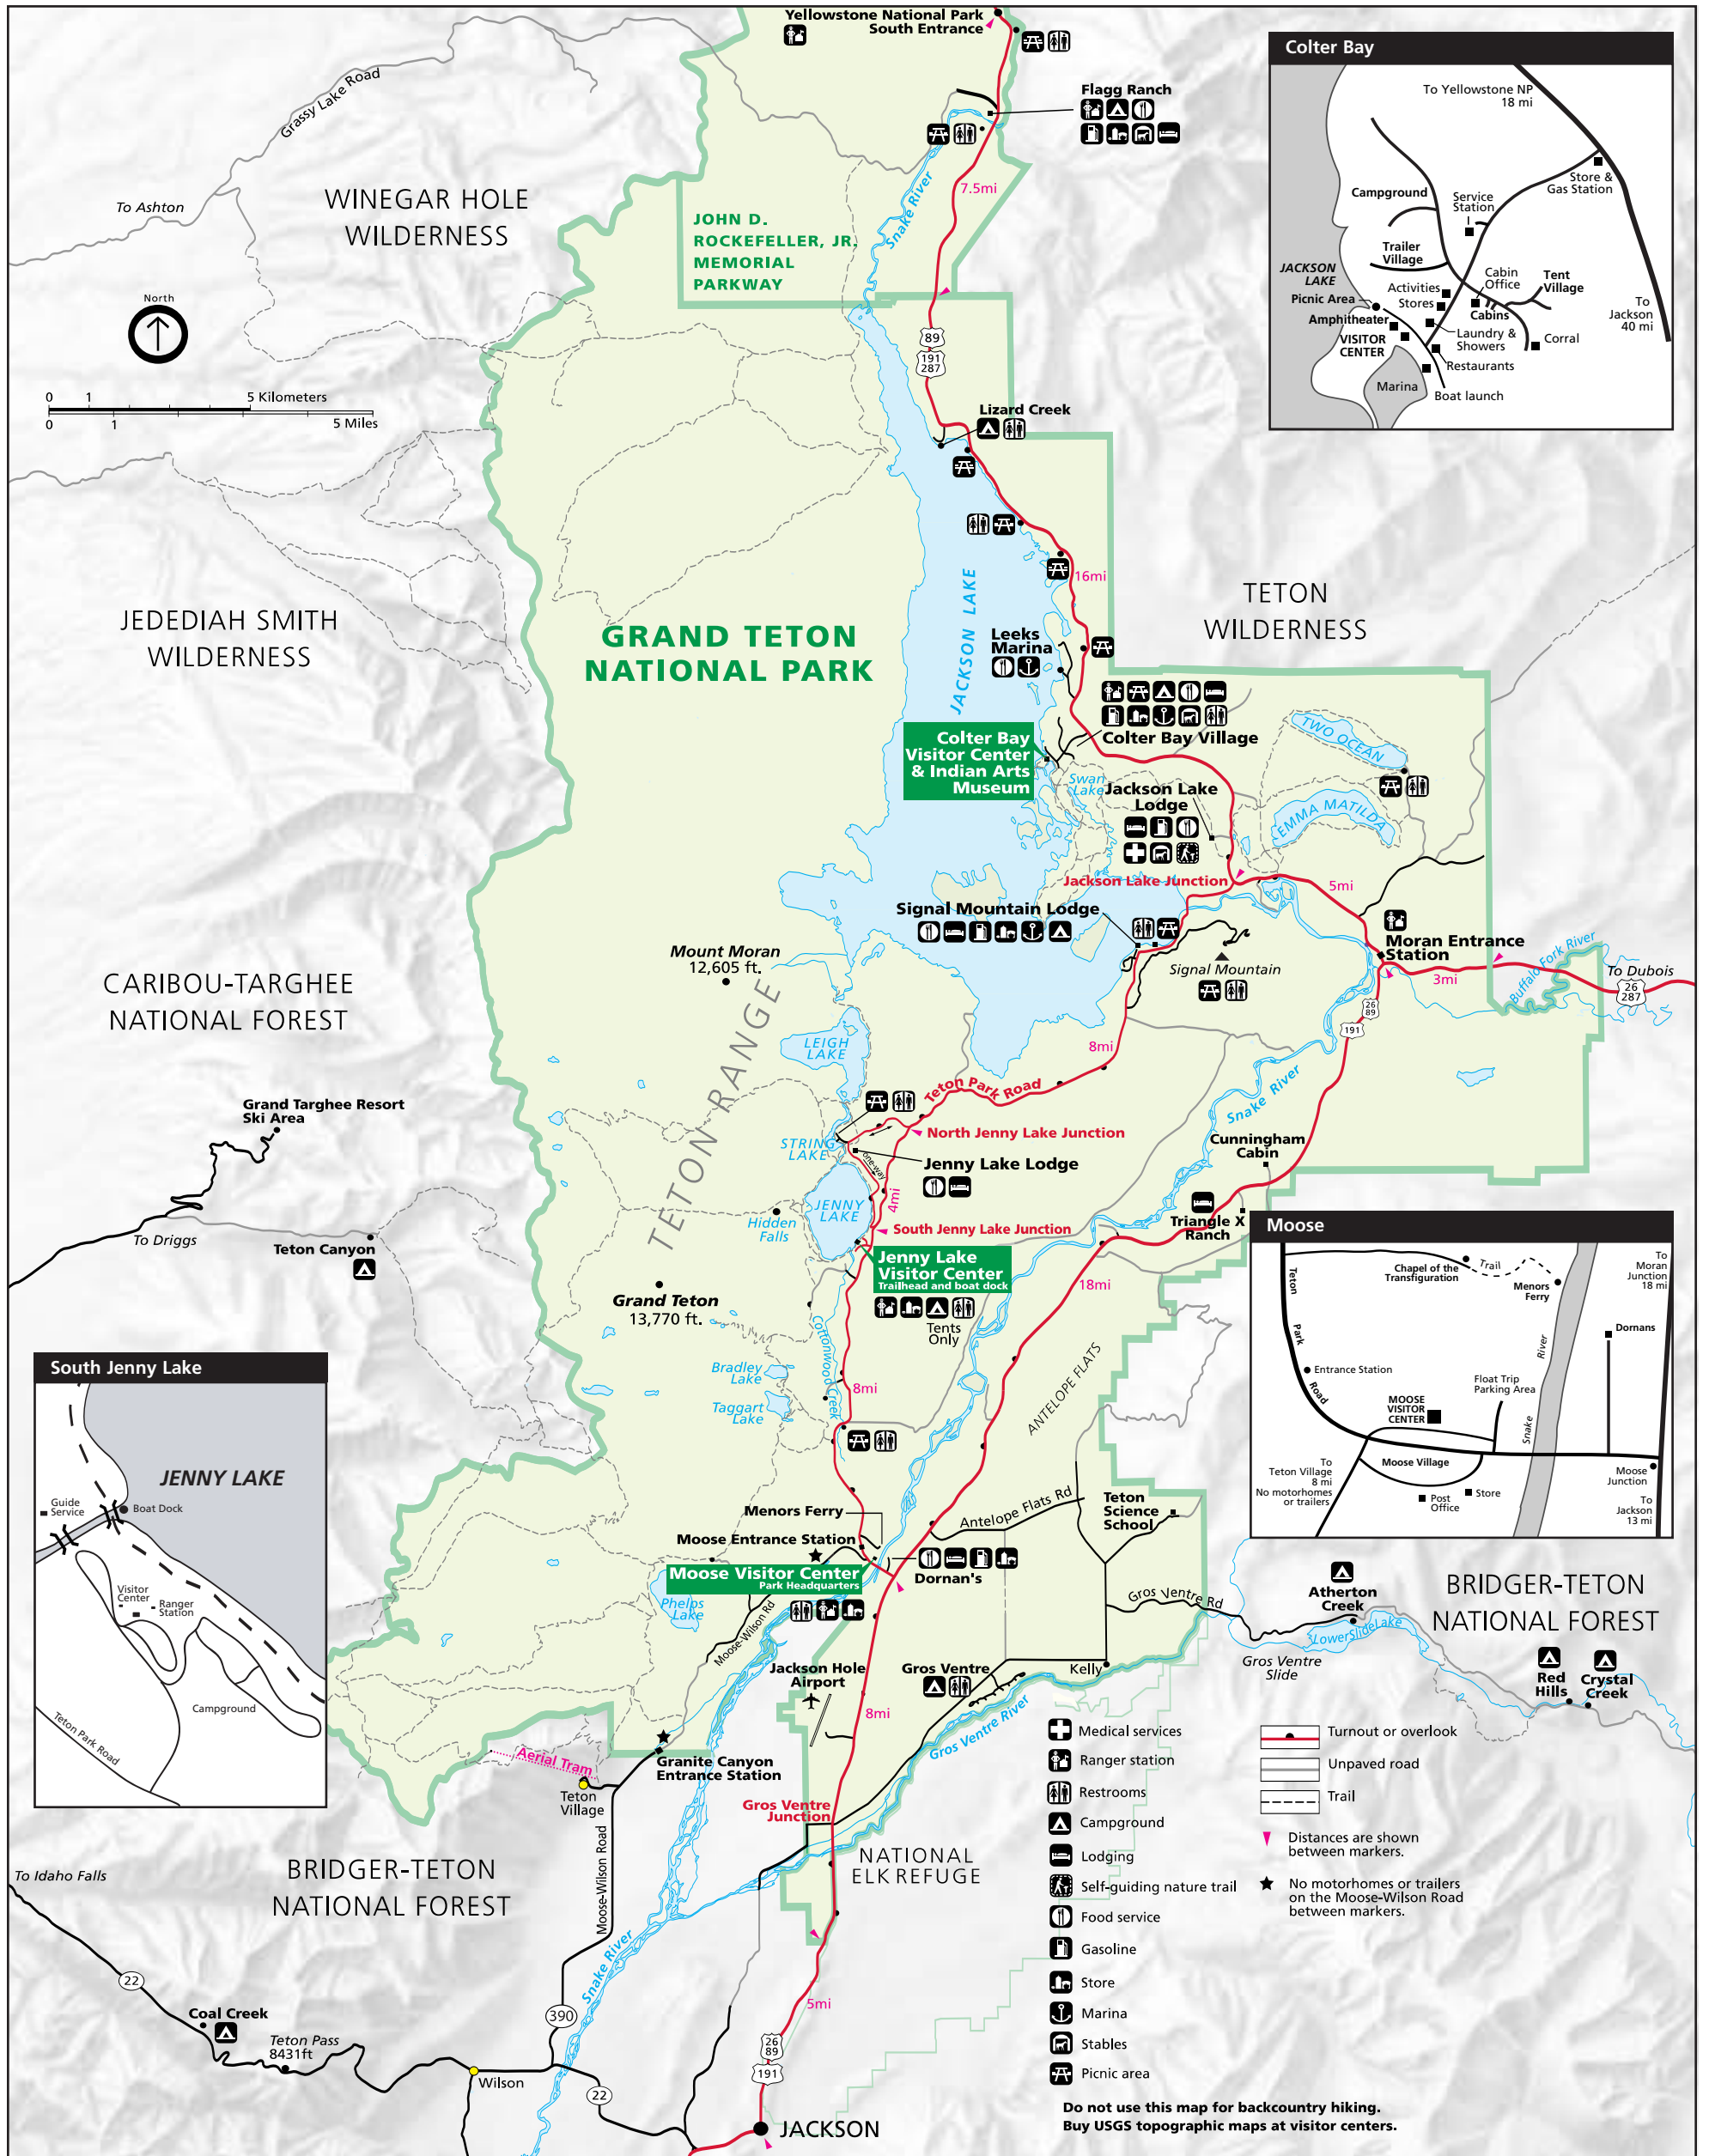 Yellowstone National Park
South Entrance
Grassy Lake Road
Flagg Ranch
To Ashton
WINEGAR HOLE
WILDERNESS
Snake River
7.5mi
JOHN D.
ROCKEFELLER, JR.
MEMORIAL
PARKWAY
North
0 1 5 Kilometers
0 1 5 Miles
89
191
287
Lizard Creek
Colter Bay
To Yellowstone NP
18 mi
Store &
Gas Station
Campground
Service
Station
Trailer
Village
JACKSON
LAKE
Cabin
Office
Tent
Village
Activities
Stores
Picnic Area
Cabins
To
Jackson
40 mi
Amphitheater
VISITOR
CENTER
Laundry &
Showers
Corral
Restaurants
Marina
Boat launch
JEDEDIAH SMITH
WILDERNESS
GRAND TETON
NATIONAL PARK
JACKSON LAKE
16mi
TETON
WILDERNESS
Leeks
Marina
Colter Bay Village
Colter Bay
Visitor Center
& Indian Arts
Museum
Swan
Lake
TWO OCEAN
EMMA MATILDA
Jackson Lake
Lodge
Jackson Lake Junction
5mi
Signal Mountain Lodge
Signal Mountain
Moran Entrance
Station
Buffalo Fork River
To Dubois
26
287
3mi
26
89
191
Mount Moran
12,605 ft.
CARIBOU-TARGHEE
NATIONAL FOREST
TETON RANGE
LEIGH
LAKE
8mi
Teton Park Road
Snake River
Grand Targhee Resort
Ski Area
STRING
LAKE
North Jenny Lake Junction
one-way
Jenny Lake Lodge
4mi
Cunningham
Cabin
JENNY
LAKE
Hidden
Falls
South Jenny Lake Junction
Triangle X
Ranch
To Driggs
Teton Canyon
Jenny Lake
Visitor Center
Trailhead and boat dock
Tents
Only
18mi
Grand Teton
13,770 ft.
Cottonwood Creek
Bradley
Lake
Taggart
Lake
8mi
ANTELOPE FLATS
Moose
Teton
Park
Road
Chapel of the
Transfiguration
Trail
Menors
Ferry
To
Moran
Junction
18 mi
Dornans
River
Snake
Entrance Station
Float Trip
Parking Area
MOOSE
VISITOR
CENTER
To
Teton Village
8 mi
No motorhomes
or trailers
Moose Village
Post
Office
Store
Moose
Junction
To
Jackson
13 mi
South Jenny Lake
JENNY LAKE
Guide
Service
Boat Dock
Visitor
Center
Ranger
Station
Campground
Teton Park Road
Menors Ferry
Moose Entrance Station
Antelope Flats Rd
Teton
Science
School
Moose Visitor Center
Park Headquarters
Dornan's
Phelps
Lake
Moose-Wilson Rd
Gros Ventre Rd
Atherton
Creek
BRIDGER-TETON
NATIONAL FOREST
Lower Slide Lake
Gros Ventre
Slide
Red
Hills
Crystal
Creek
Jackson Hole
Airport
Gros Ventre
Kelly
8mi
Gros Ventre River
Aerial Tram
Granite Canyon
Entrance Station
Teton
Village
Gros Ventre
Junction
Moose-Wilson Road
NATIONAL
ELK REFUGE
To Idaho Falls
BRIDGER-TETON
NATIONAL FOREST
Snake River
22
390
5mi
Coal Creek
Teton Pass
8431ft
Wilson
22
26
89
191
JACKSON
Medical services
Ranger station
Restrooms
Campground
Lodging
Self-guiding nature trail
Food service
Gasoline
Store
Marina
Stables
Picnic area
Turnout or overlook
Unpaved road
Trail
Distances are shown
between markers.
No motorhomes or trailers
on the Moose-Wilson Road
between markers.
Do not use this map for backcountry hiking.
Buy USGS topographic maps at visitor centers.